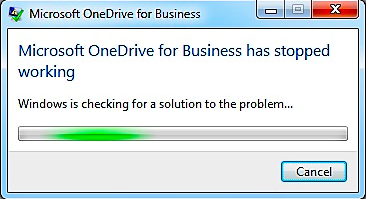 Microsoft OneDrive for Business
Microsoft OneDrive for Business has stopped
working
Windows is checking for a solution to the problem...
Cancel